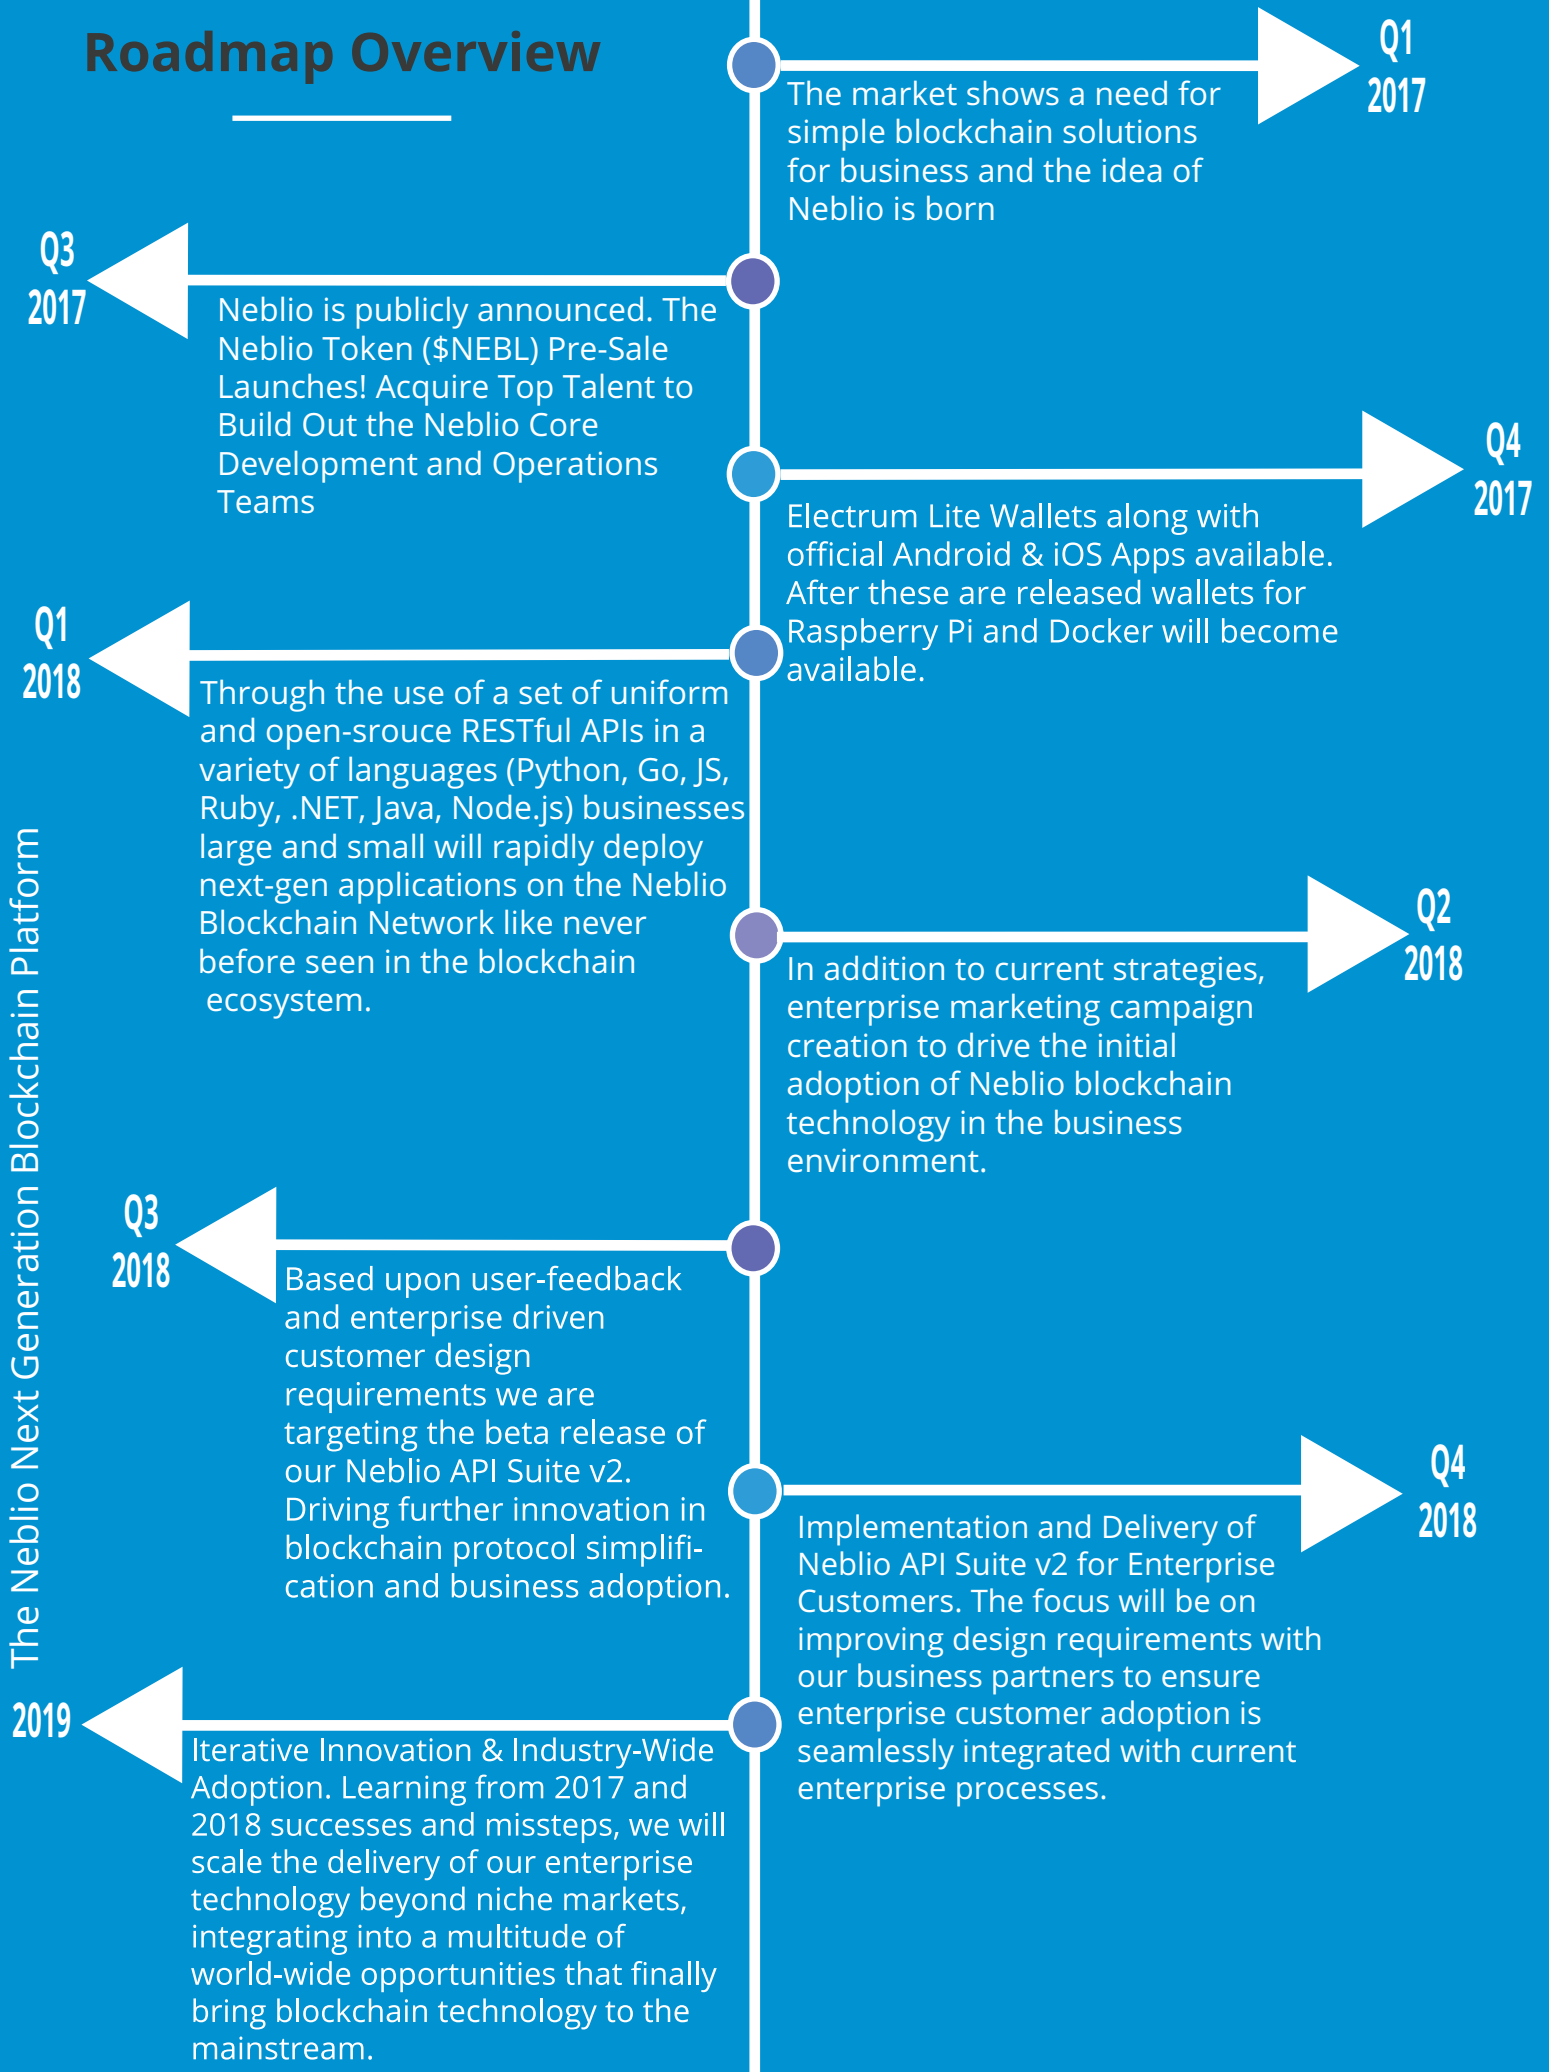 Roadmap Overview
Q1
2017
The market shows a need for
simple blockchain solutions
for business and the idea of
Neblio is born
Q3
2017
Neblio is publicly announced. The
Neblio Token ($NEBL) Pre-Sale
Launches! Acquire Top Talent to
Build Out the Neblio Core
Development and Operations
Teams
Q4
2017
Electrum Lite Wallets along with
official Android & iOS Apps available.
After these are released wallets for
Raspberry Pi and Docker will become
available.
Q1
2018
Through the use of a set of uniform
and open-srouce RESTful APIs in a
variety of languages (Python, Go, JS,
Ruby, .NET, Java, Node.js) businesses
large and small will rapidly deploy
next-gen applications on the Neblio
Blockchain Network like never
before seen in the blockchain
ecosystem.
Q2
2018
In addition to current strategies,
enterprise marketing campaign
creation to drive the initial
adoption of Neblio blockchain
technology in the business
environment.
Q3
2018
Based upon user-feedback
and enterprise driven
customer design
requirements we are
targeting the beta release of
our Neblio API Suite v2.
Driving further innovation in
blockchain protocol simplifi-
cation and business adoption.
Q4
2018
Implementation and Delivery of
Neblio API Suite v2 for Enterprise
Customers. The focus will be on
improving design requirements with
our business partners to ensure
enterprise customer adoption is
seamlessly integrated with current
enterprise processes.
2019
Iterative Innovation & Industry-Wide
Adoption. Learning from 2017 and
2018 successes and missteps, we will
scale the delivery of our enterprise
technology beyond niche markets,
integrating into a multitude of
world-wide opportunities that finally
bring blockchain technology to the
mainstream.
The Neblio Next Generation Blockchain Platform